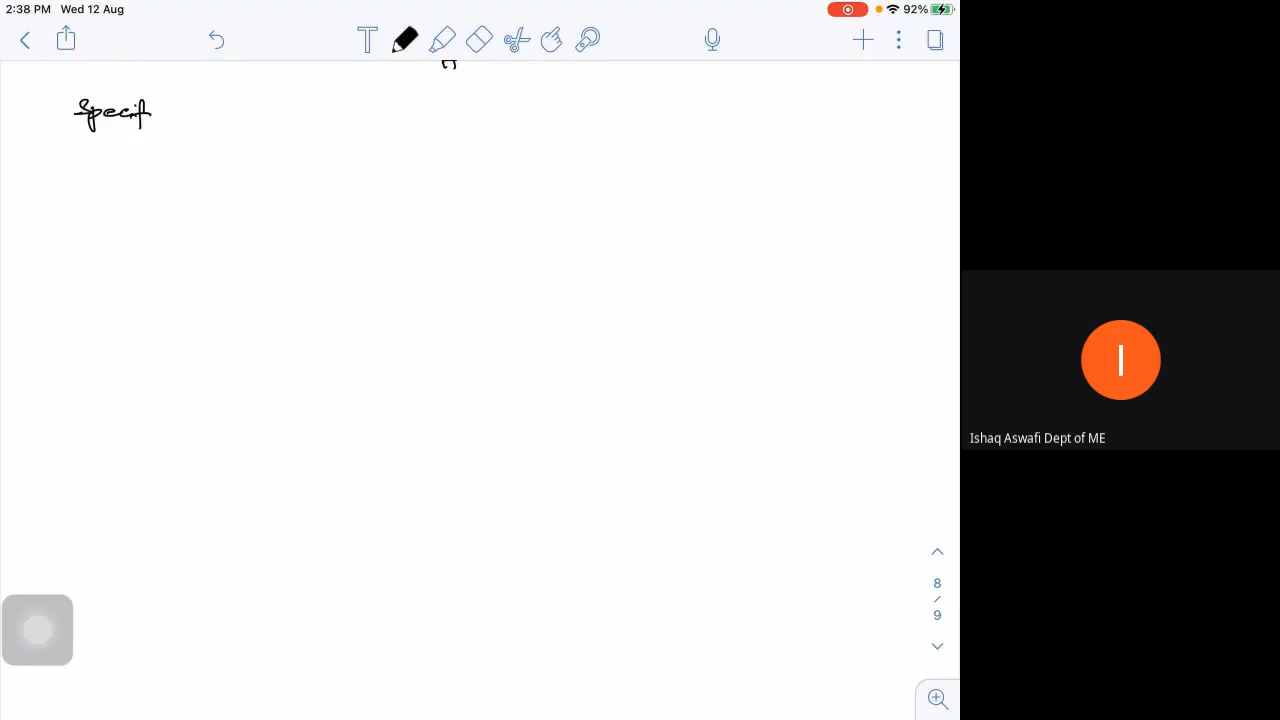 2:38 PM Wed 12 Aug 92%
T
Specif
8
/
9
I
Ishaq Aswafi Dept of ME